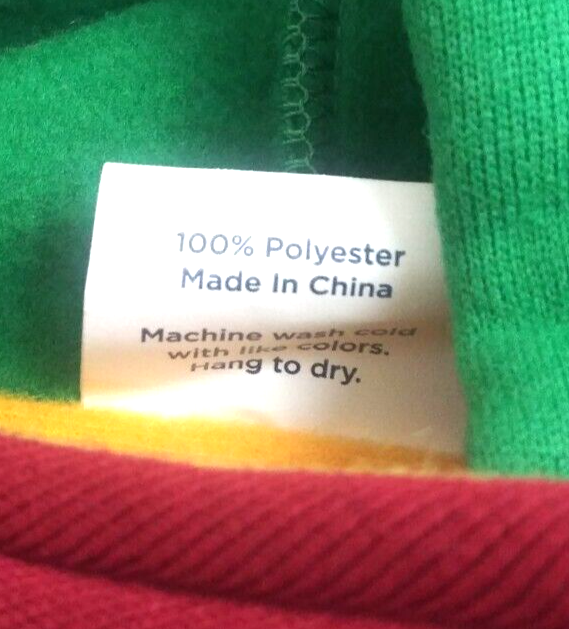 100% Polyester
Made In China
Machine wash cold
with like colors.
Hang to dry.